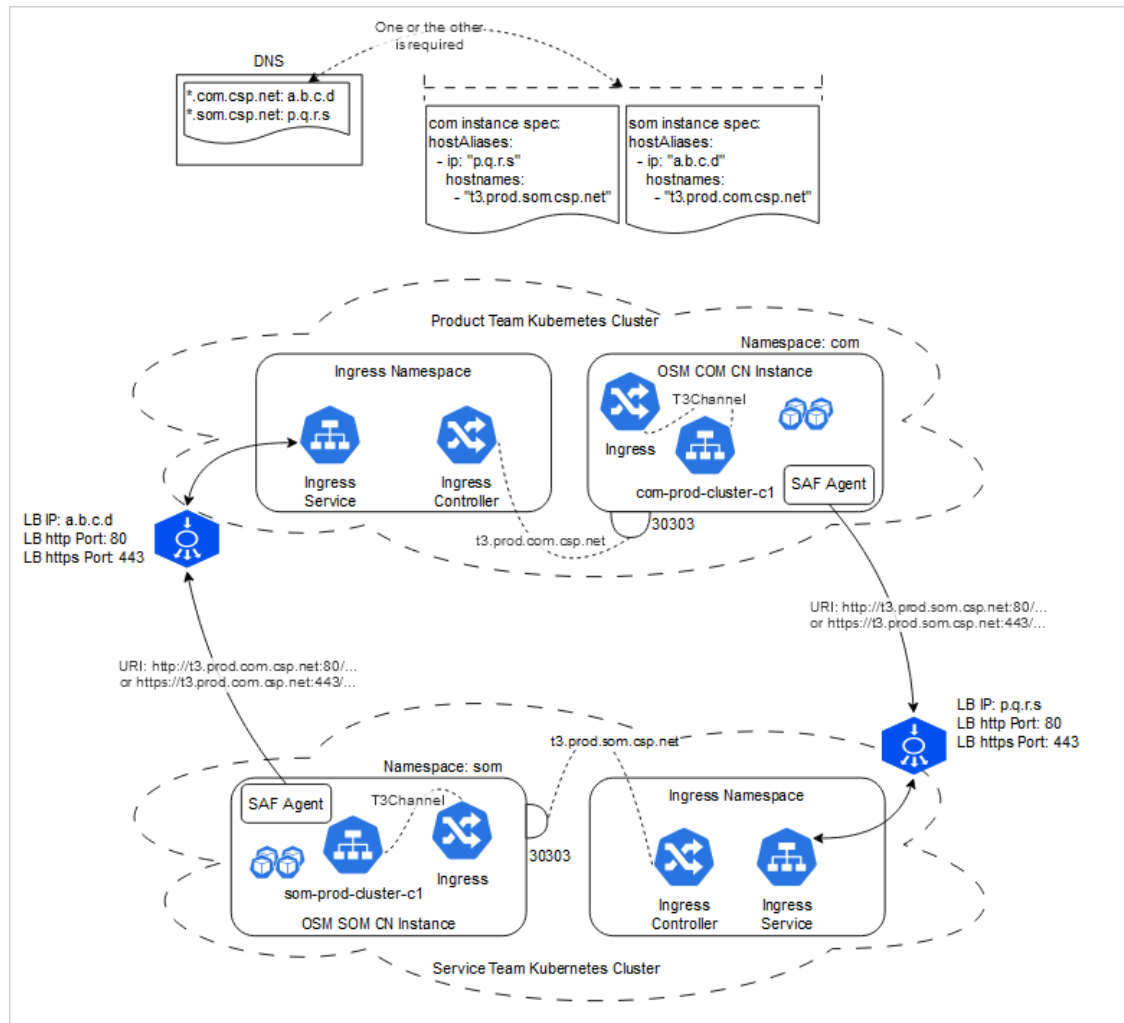 One or the other
is required
DNS
*.com.csp.net: a.b.c.d
*.som.csp.net: p.q.r.s
com instance spec:
hostAliases:
- ip: "p.q.r.s"
hostnames:
- "t3.prod.som.csp.net"
som instance spec:
hostAliases:
- ip: "a.b.c.d"
hostnames:
- "t3.prod.com.csp.net"
Product Team Kubernetes Cluster
Namespace: com
Ingress Namespace
OSM COM CN Instance
T3Channel
Ingress
Ingress
Service
Ingress
Controller
com-prod-cluster-c1
SAF Agent
30303
t3.prod.com.csp.net
LB IP: a.b.c.d
LB http Port: 80
LB https Port: 443
URI: http://t3.prod.som.csp.net:80/...
or https://t3.prod.som.csp.net:443/...
URI: http://t3.prod.com.csp.net:80/...
or https://t3.prod.com.csp.net:443/...
LB IP: p.q.r.s
LB http Port: 80
LB https Port: 443
t3.prod.som.csp.net
Namespace: som
SAF Agent
T3Channel
Ingress
som-prod-cluster-c1
OSM SOM CN Instance
30303
Ingress Namespace
Ingress
Controller
Ingress
Service
Service Team Kubernetes Cluster